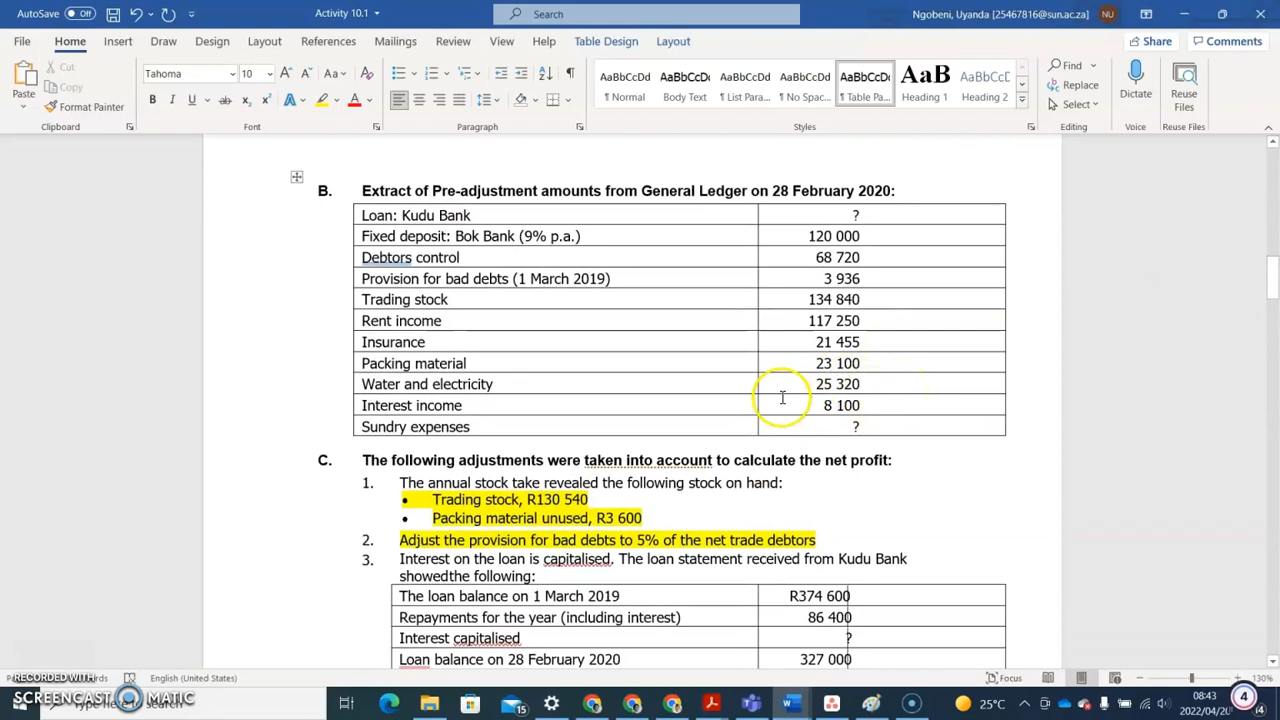 AutoSave Off Activity 10.1 Search Ngobeni, Uyanda (25467816@sun.ac.za) NU
File Home Insert Draw Design Layout References Mailings Review View Help Table Design Layout Share Comments
Cut Tahoma 10 Aa AaBbCcDd AaBbCcDc AaBbCcDd AaBbCcDd AaBbCcDc AaB AaBbCcDd Find
Copy Replace
Paste Format Painter B I U ab x x A A ¶ Normal Body Text ¶ List Para... ¶ No Spac... ¶ Table Pa... Heading 1 Heading 2 Select Dictate Reuse Files
Clipboard Font Paragraph Styles Editing Voice Reuse Files
B. Extract of Pre-adjustment amounts from General Ledger on 28 February 2020:
Loan: Kudu Bank ?
Fixed deposit: Bok Bank (9% p.a.) 120 000
Debtors control 68 720
Provision for bad debts (1 March 2019) 3 936
Trading stock 134 840
Rent income 117 250
Insurance 21 455
Packing material 23 100
Water and electricity 25 320
Interest income 8 100
Sundry expenses ?
C. The following adjustments were taken into account to calculate the net profit:
1. The annual stock take revealed the following stock on hand:
• Trading stock, R130 540
• Packing material unused, R3 600
2. Adjust the provision for bad debts to 5% of the net trade debtors
3. Interest on the loan is capitalised. The loan statement received from Kudu Bank
showedthe following:
The loan balance on 1 March 2019 R374 600
Repayments for the year (including interest) 86 400
Interest capitalised ?
Loan balance on 28 February 2020 327 000
RECORDED WITH English (United States) Focus 130%
SCREENCAST MATIC 15 25°C ENG 08:43
2022/04/20 4